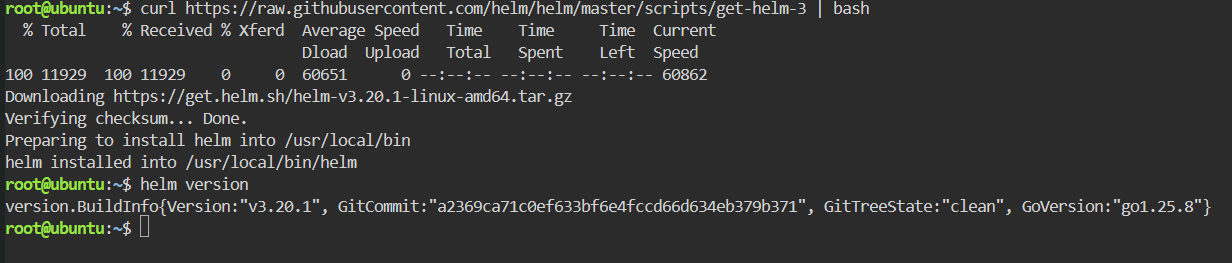 root@ubuntu:~$ curl https://raw.githubusercontent.com/helm/helm/master/scripts/get-helm-3 | bash
  % Total    % Received % Xferd  Average Speed   Time    Time     Time  Current
                                 Dload  Upload   Total   Spent    Left  Speed
100 11929  100 11929    0     0  60651      0 --:--:-- --:--:-- --:--:-- 60862
Downloading https://get.helm.sh/helm-v3.20.1-linux-amd64.tar.gz
Verifying checksum... Done.
Preparing to install helm into /usr/local/bin
helm installed into /usr/local/bin/helm
root@ubuntu:~$ helm version
version.BuildInfo{Version:"v3.20.1", GitCommit:"a2369ca71c0ef633bf6e4fccd66d634eb379b371", GitTreeState:"clean", GoVersion:"go1.25.8"}
root@ubuntu:~$